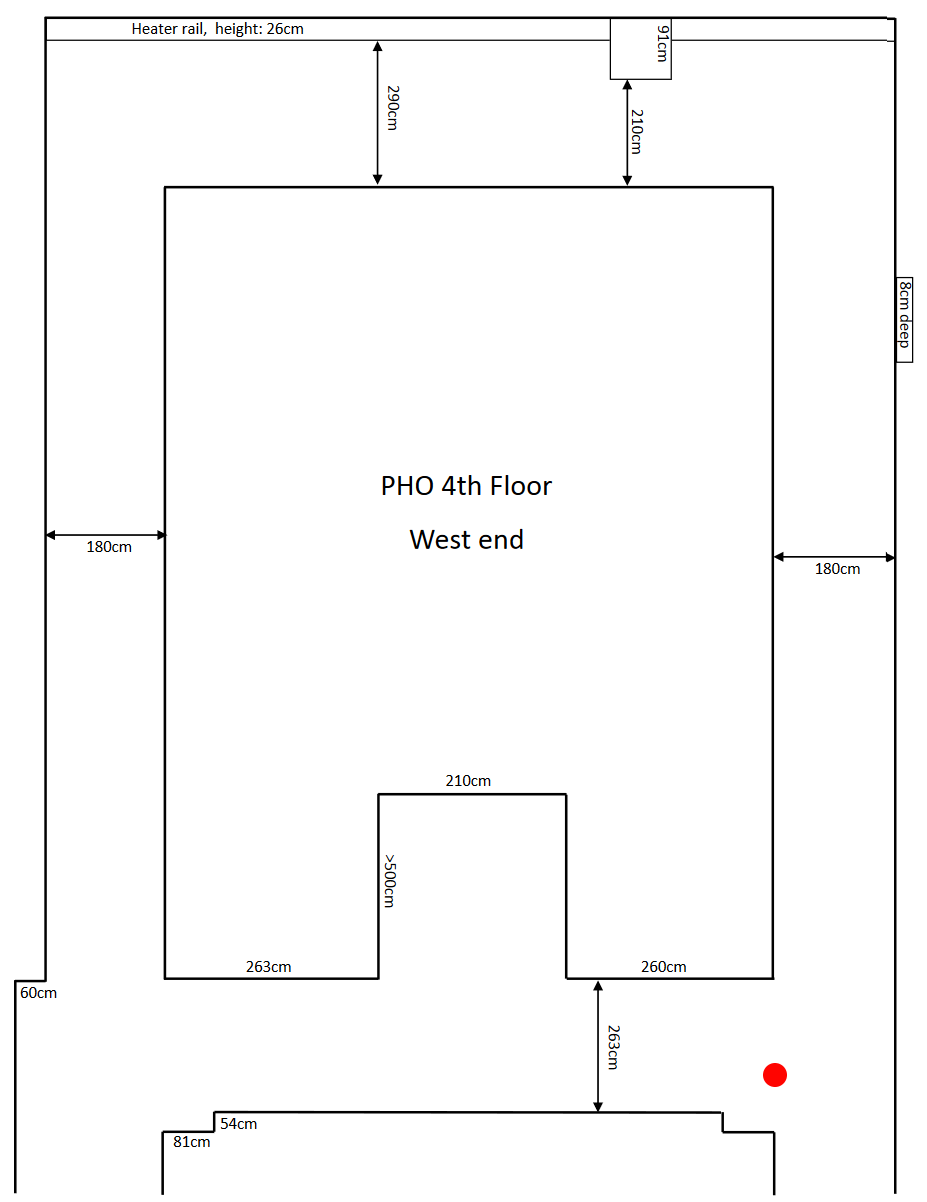 Heater rail,  height: 26cm
91cm
290cm
210cm
8cm deep
PHO 4th Floor
West end
180cm
180cm
210cm
>500cm
263cm
260cm
60cm
263cm
54cm
81cm